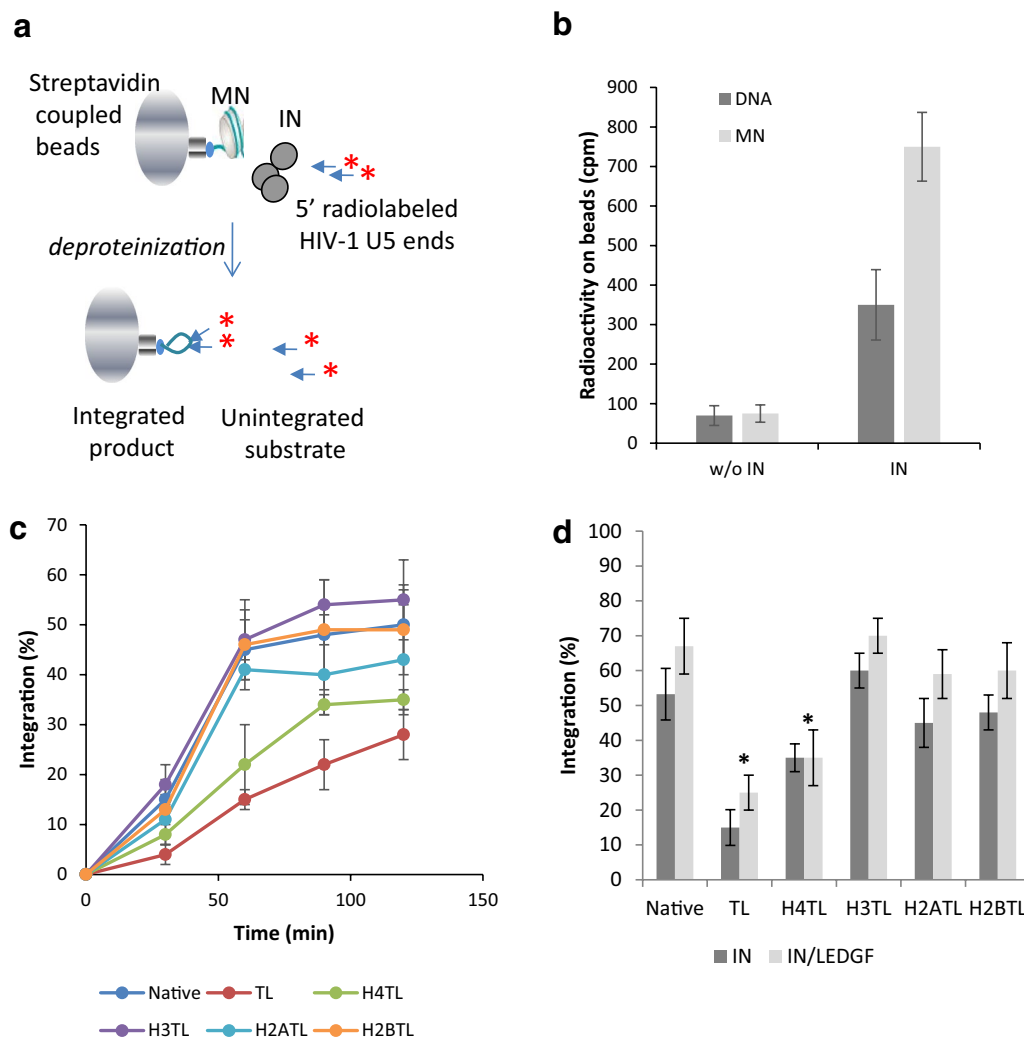 a
Streptavidin
coupled
beads
MN
IN
* *
5’ radiolabeled
HIV-1 U5 ends
deproteinization
*
*
*
*
Integrated
product
Unintegrated
substrate
b
Radioactivity on beads (cpm)
900
800
700
600
500
400
300
200
100
0
DNA
MN
w/o IN
IN
c
Integration (%)
70
60
50
40
30
20
10
0
0
50
100
150
Time (min)
Native
TL
H4TL
H3TL
H2ATL
H2BTL
d
Integration (%)
100
90
80
70
60
50
40
30
20
10
0
*
*
Native
TL
H4TL
H3TL
H2ATL
H2BTL
IN
IN/LEDGF